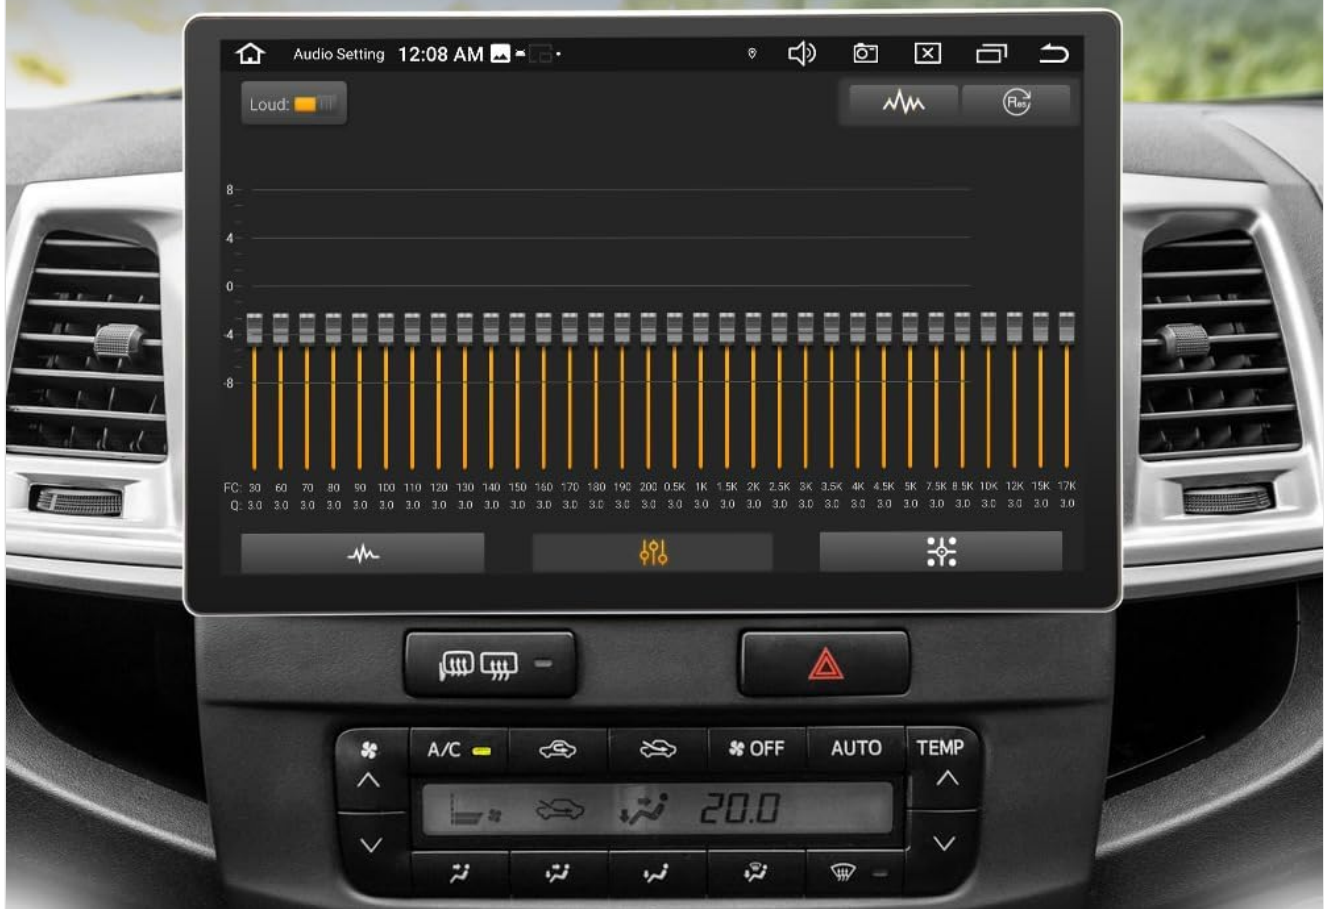 Audio Setting 12:08 AM
Loud:
Res
8
4
0
-4
-8
FC: 30 60 70 80 90 100 110 120 130 140 150 160 170 180 190 200 0.5K 1K 1.5K 2K 2.5K 3K 3.5K 4K 4.5K 5K 7.5K 8.5K 10K 12K 15K 17K
Q: 3.0 3.0 3.0 3.0 3.0 3.0 3.0 3.0 3.0 3.0 3.0 3.0 3.0 3.0 3.0 3.0 3.0 3.0 3.0 3.0 3.0 3.0 3.0 3.0 3.0 3.0 3.0 3.0 3.0 3.0 3.0 3.0
A/C OFF AUTO TEMP
20.0